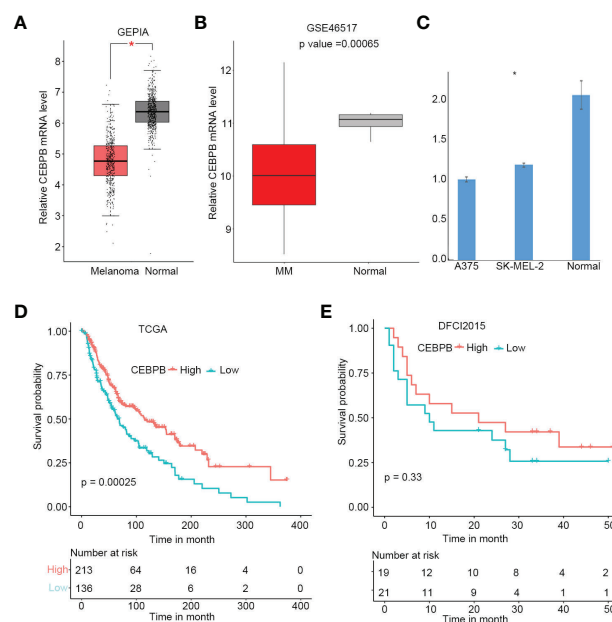 A
GEPIA
*
Relative CEBPB mRNA level
8
7
6
5
4
3
2
Melanoma Normal
B
GSE46517
p value =0.00065
Relative CEBPB mRNA level
12
11
10
9
MM Normal
C
*
2.0
1.5
1.0
0.5
0.0
A375 SK-MEL-2 Normal
D
TCGA
CEBPB High Low
Survival probability
1.00
0.75
0.50
0.25
0.00
p = 0.00025
0 100 200 300 400
Time in month
Number at risk
High 213 64 16 4 0
Low 136 28 6 2 0
0 100 200 300 400
Time in month
E
DFCI2015
CEBPB High Low
Survival probability
1.00
0.75
0.50
0.25
0.00
p = 0.33
0 10 20 30 40 50
Time in month
Number at risk
19 12 10 8 4 2
21 11 9 4 1 1
0 10 20 30 40 50
Time in month